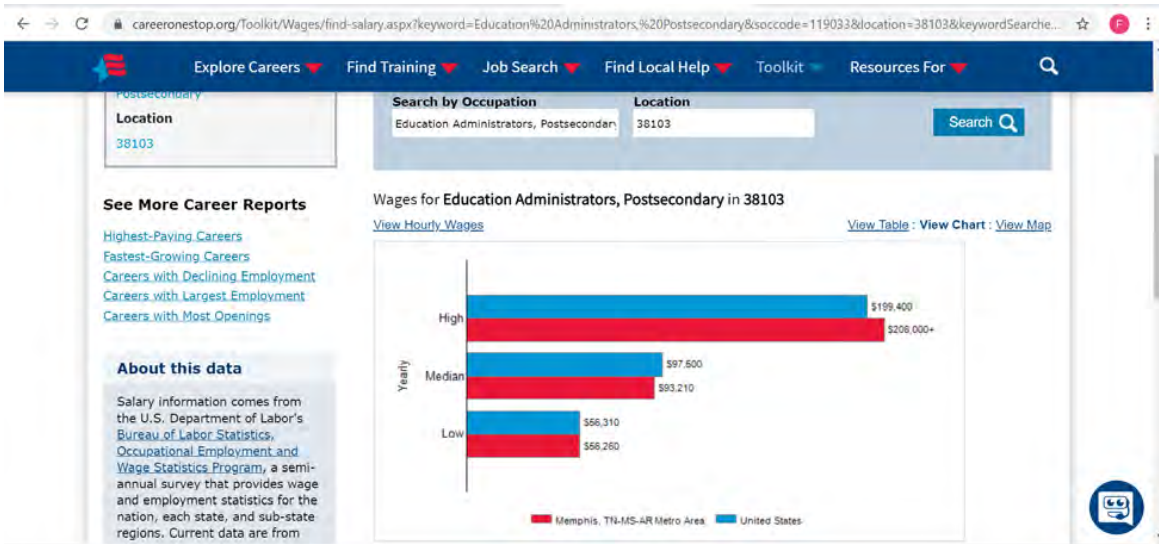 careeronestop.org/Toolkit/Wages/find-salary.aspx?keyword=Education%20Administrators,%20Postsecondary&soccode=119033&location=38103&keywordSearche...
F
Explore Careers Find Training Job Search Find Local Help Toolkit Resources For
Postsecondary
Location
38103
Search by Occupation Location
Education Administrators, Postsecondar 38103 Search
See More Career Reports
Highest-Paying Careers
Fastest-Growing Careers
Careers with Declining Employment
Careers with Largest Employment
Careers with Most Openings
About this data
Salary information comes from
the U.S. Department of Labor's
Bureau of Labor Statistics,
Occupational Employment and
Wage Statistics Program, a semi-
annual survey that provides wage
and employment statistics for the
nation, each state, and sub-state
regions. Current data are from
Wages for Education Administrators, Postsecondary in 38103
View Hourly Wages View Table : View Chart : View Map
Yearly
High
$199,400
$208,000+
Median
$97,500
$93,210
Low
$56,310
$56,260
Memphis, TN-MS-AR Metro Area United States